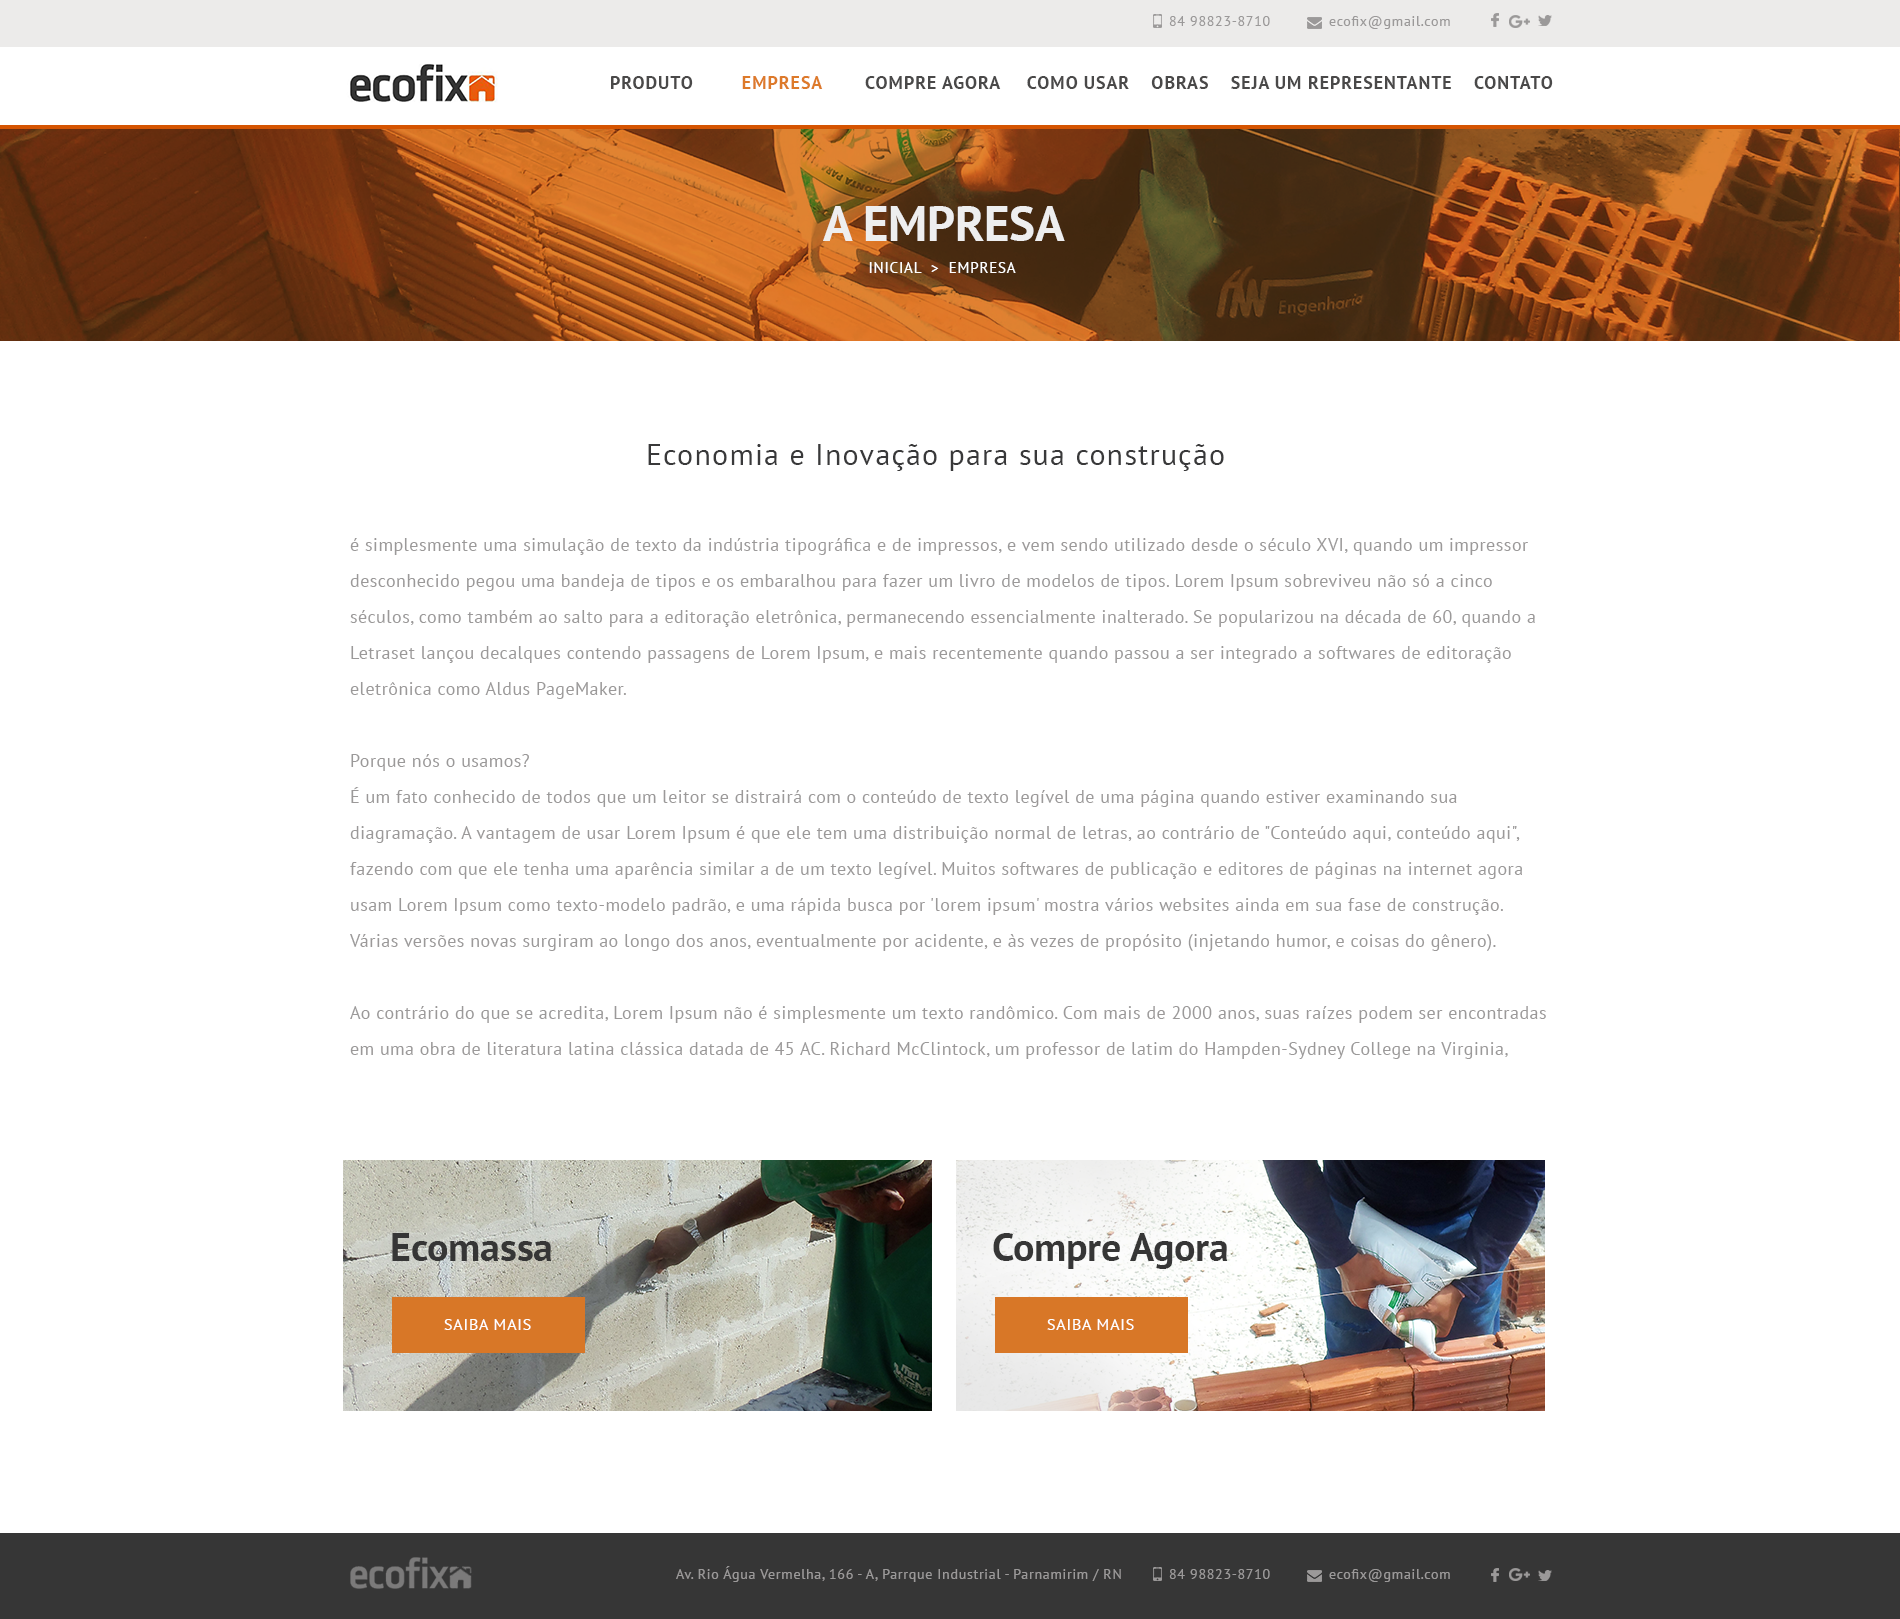 84 98823-8710 ecofix@gmail.com
ecofix
PRODUTO EMPRESA COMPRE AGORA COMO USAR OBRAS SEJA UM REPRESENTANTE CONTATO
Não
PRONTA PARA
A EMPRESA
INICIAL > EMPRESA
Engenharia
Economia e Inovação para sua construção
é simplesmente uma simulação de texto da indústria tipográfica e de impressos, e vem sendo utilizado desde o século XVI, quando um impressor
desconhecido pegou uma bandeja de tipos e os embaralhou para fazer um livro de modelos de tipos. Lorem Ipsum sobreviveu não só a cinco
séculos, como também ao salto para a editoração eletrônica, permanecendo essencialmente inalterado. Se popularizou na década de 60, quando a
Letraset lançou decalques contendo passagens de Lorem Ipsum, e mais recentemente quando passou a ser integrado a softwares de editoração
eletrônica como Aldus PageMaker.
Porque nós o usamos?
É um fato conhecido de todos que um leitor se distrairá com o conteúdo de texto legível de uma página quando estiver examinando sua
diagramação. A vantagem de usar Lorem Ipsum é que ele tem uma distribuição normal de letras, ao contrário de "Conteúdo aqui, conteúdo aqui",
fazendo com que ele tenha uma aparência similar a de um texto legível. Muitos softwares de publicação e editores de páginas na internet agora
usam Lorem Ipsum como texto-modelo padrão, e uma rápida busca por 'lorem ipsum' mostra vários websites ainda em sua fase de construção.
Várias versões novas surgiram ao longo dos anos, eventualmente por acidente, e às vezes de propósito (injetando humor, e coisas do gênero).
Ao contrário do que se acredita, Lorem Ipsum não é simplesmente um texto randômico. Com mais de 2000 anos, suas raízes podem ser encontradas
em uma obra de literatura latina clássica datada de 45 AC. Richard McClintock, um professor de latim do Hampden-Sydney College na Virginia,
Ecomassa
SAIBA MAIS
Compre Agora
SAIBA MAIS
ecofix
Av. Rio Água Vermelha, 166 - A, Parrque Industrial - Parnamirim / RN 84 98823-8710 ecofix@gmail.com